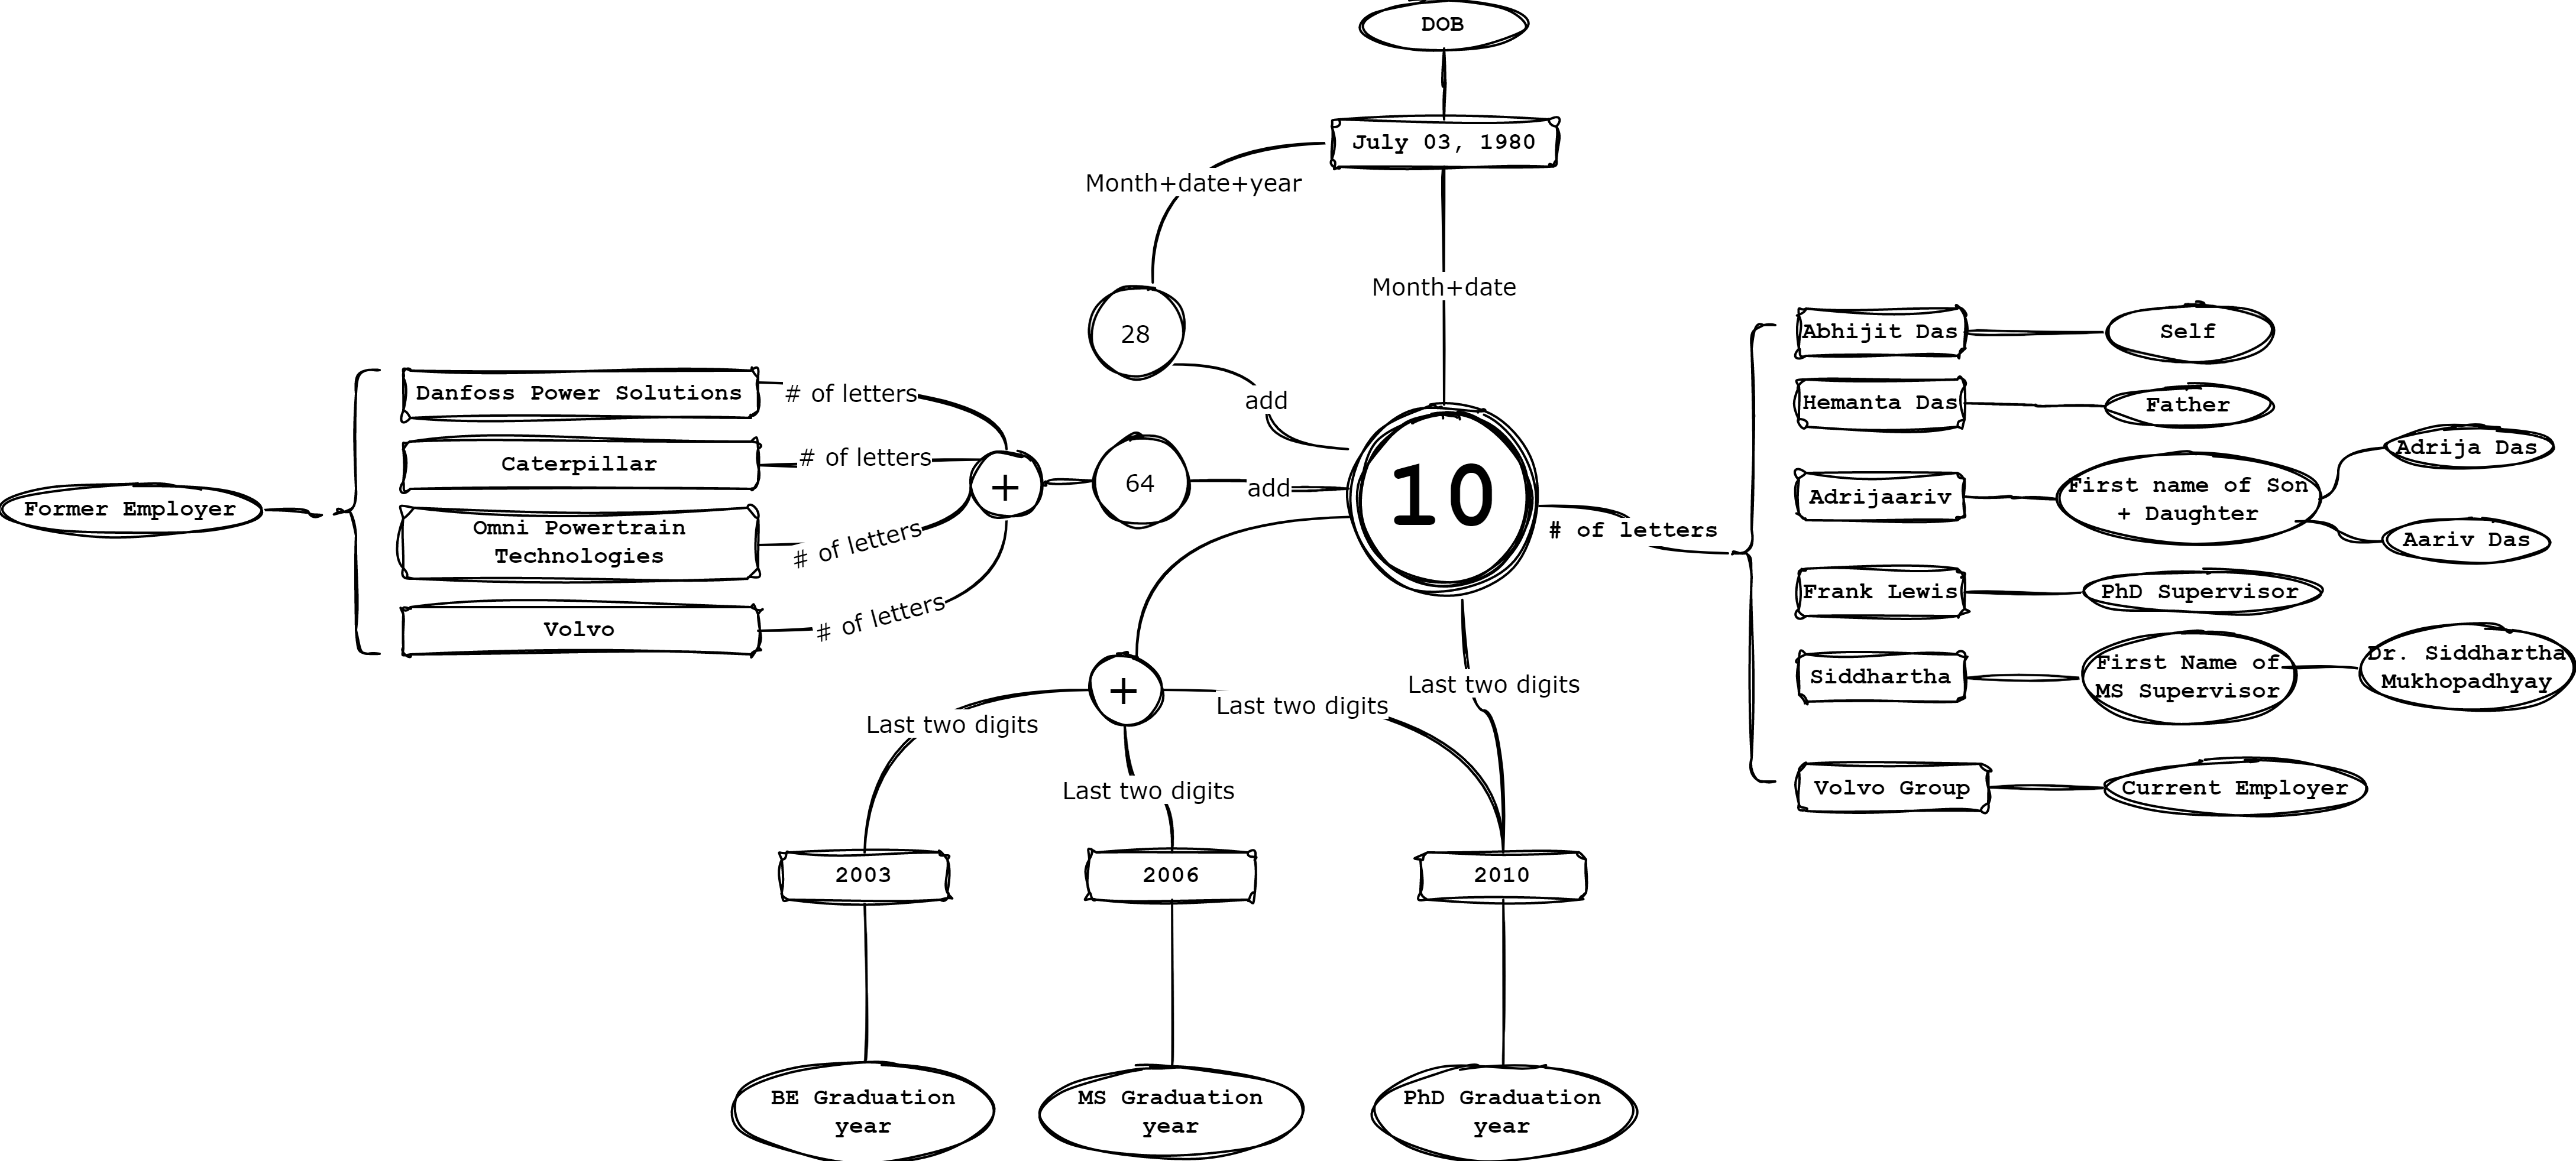 DOB
July 03, 1980
Month+date+year
Month+date
28
add
10
Former Employer
Danfoss Power Solutions
# of letters
Caterpillar
# of letters
Omni Powertrain
Technologies
# of letters
Volvo
# of letters
+
64
add
# of letters
Abhijit Das
Self
Hemanta Das
Father
Adrijaariv
First name of Son
+ Daughter
Adrija Das
Aariv Das
Frank Lewis
PhD Supervisor
Siddhartha
First Name of
MS Supervisor
Dr. Siddhartha
Mukhopadhyay
Volvo Group
Current Employer
+
Last two digits
Last two digits
Last two digits
Last two digits
2003
2006
2010
BE Graduation
year
MS Graduation
year
PhD Graduation
year